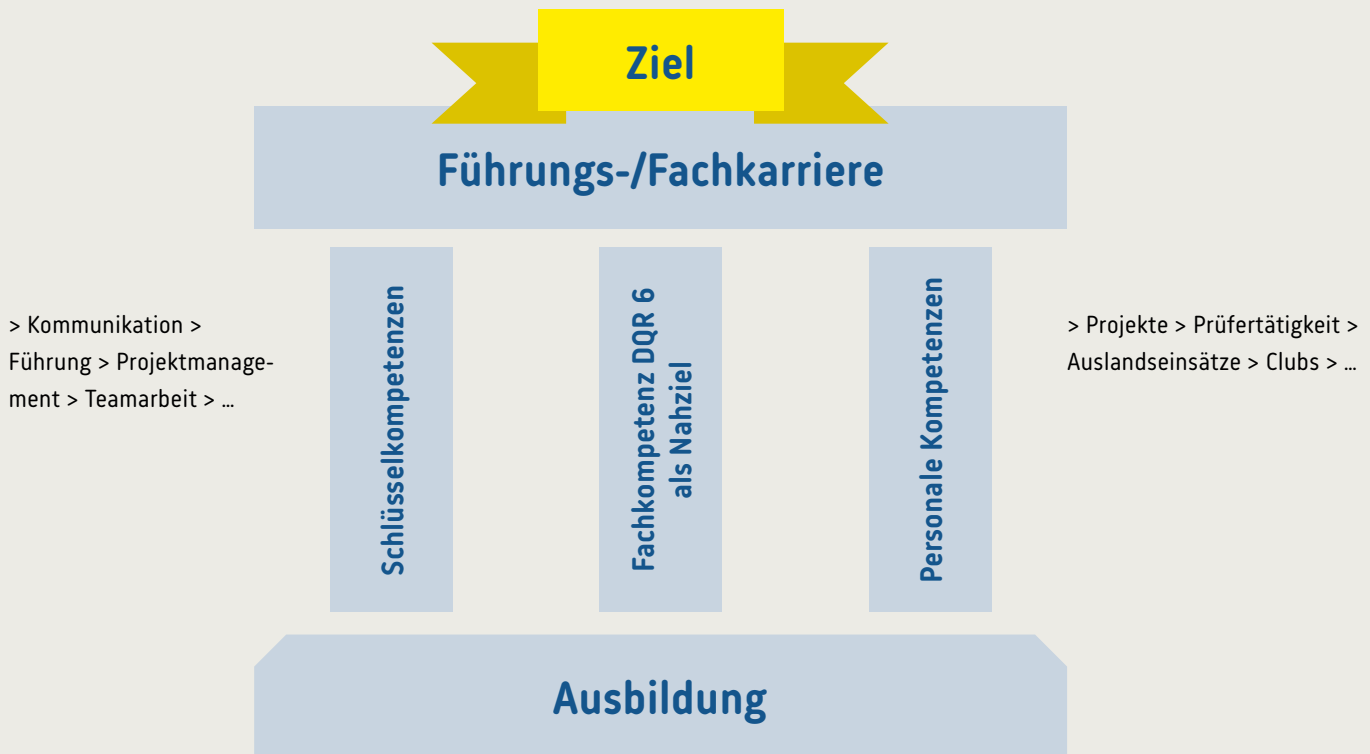 Ziel
Führungs-/Fachkarriere
> Kommunikation >
Führung > Projektmanage-
ment > Teamarbeit > …
Schlüsselkompetenzen
Fachkompetenz DQR 6
als Nahziel
Personale Kompetenzen
> Projekte > Prüfertätigkeit >
Auslandseinsätze > Clubs > …
Ausbildung